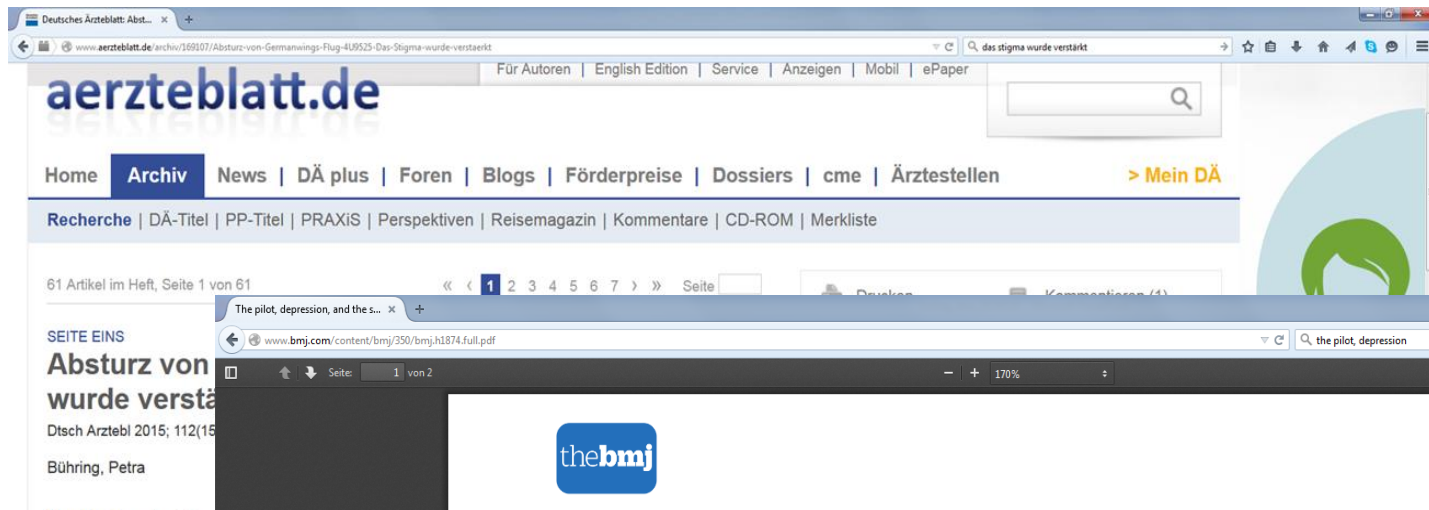 Deutsches Ärzteblatt: Abst...
www.aerzteblatt.de/archiv/169107/Absturz-von-Germanwings-Flug-4U9525-Das-Stigma-wurde-verstaerkt
das stigma wurde verstärkt
Für Autoren | English Edition | Service | Anzeigen | Mobil | ePaper
aerzteblatt.de
Home Archiv News | DÄ plus | Foren | Blogs | Förderpreise | Dossiers | cme | Ärztestellen > Mein DÄ
Recherche | DÄ-Titel | PP-Titel | PRAXiS | Perspektiven | Reisemagazin | Kommentare | CD-ROM | Merkliste
61 Artikel im Heft, Seite 1 von 61 « ‹ 1 2 3 4 5 6 7 › » Seite
Drucken Kommentieren (1)
SEITE EINS
Absturz von
wurde verstä
Dtsch Arztebl 2015; 112(15
Bühring, Petra
The pilot, depression, and the s...
www.bmj.com/content/bmj/350/bmj.h1874.full.pdf
the pilot, depression
Seite: 1 von 2 170%
thebmj